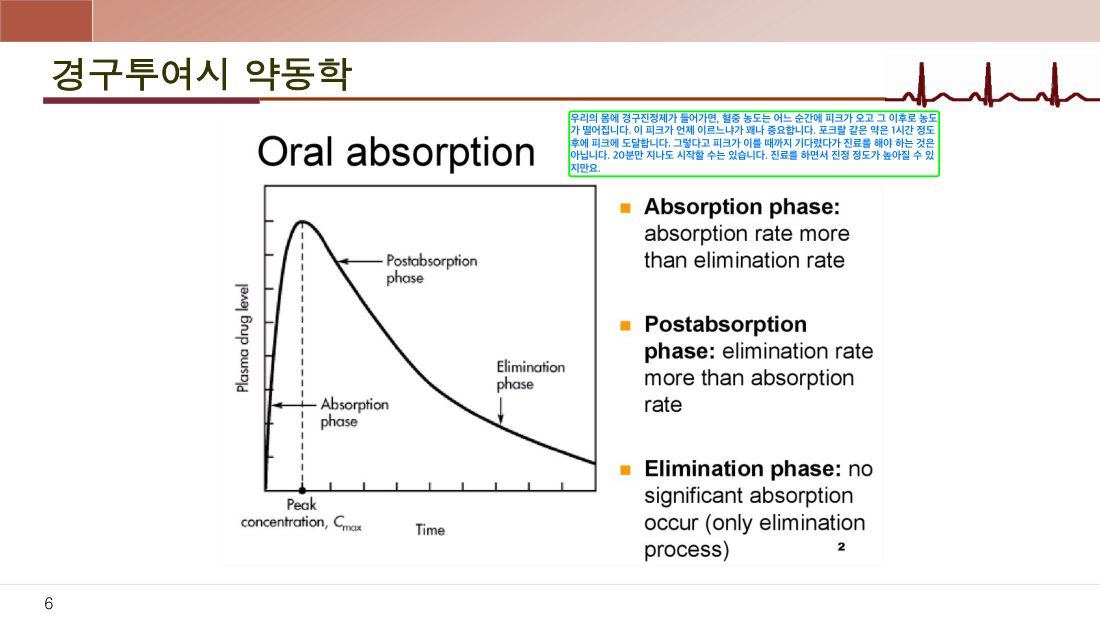 경구투여시 약동학
우리의 몸에 경구진정제가 들어가면, 혈중 농도는 어느 순간에 피크가 오고 그 이후로 농도
가 떨어집니다. 이 피크가 언제 이르느냐가 꽤나 중요합니다. 포크랄 같은 약은 1시간 정도
후에 피크에 도달합니다. 그렇다고 피크가 이를 때까지 기다렸다가 진료를 해야 하는 것은
아닙니다. 20분만 지나도 시작할 수는 있습니다. 진료를 하면서 진정 정도가 높아질 수 있
지만요.
Oral absorption
Plasma drug level
Postabsorption
phase
Elimination
phase
Absorption
phase
Peak
concentration, Cmax
Time
Absorption phase:
absorption rate more
than elimination rate
Postabsorption
phase: elimination rate
more than absorption
rate
Elimination phase: no
significant absorption
occur (only elimination
process)
2
6